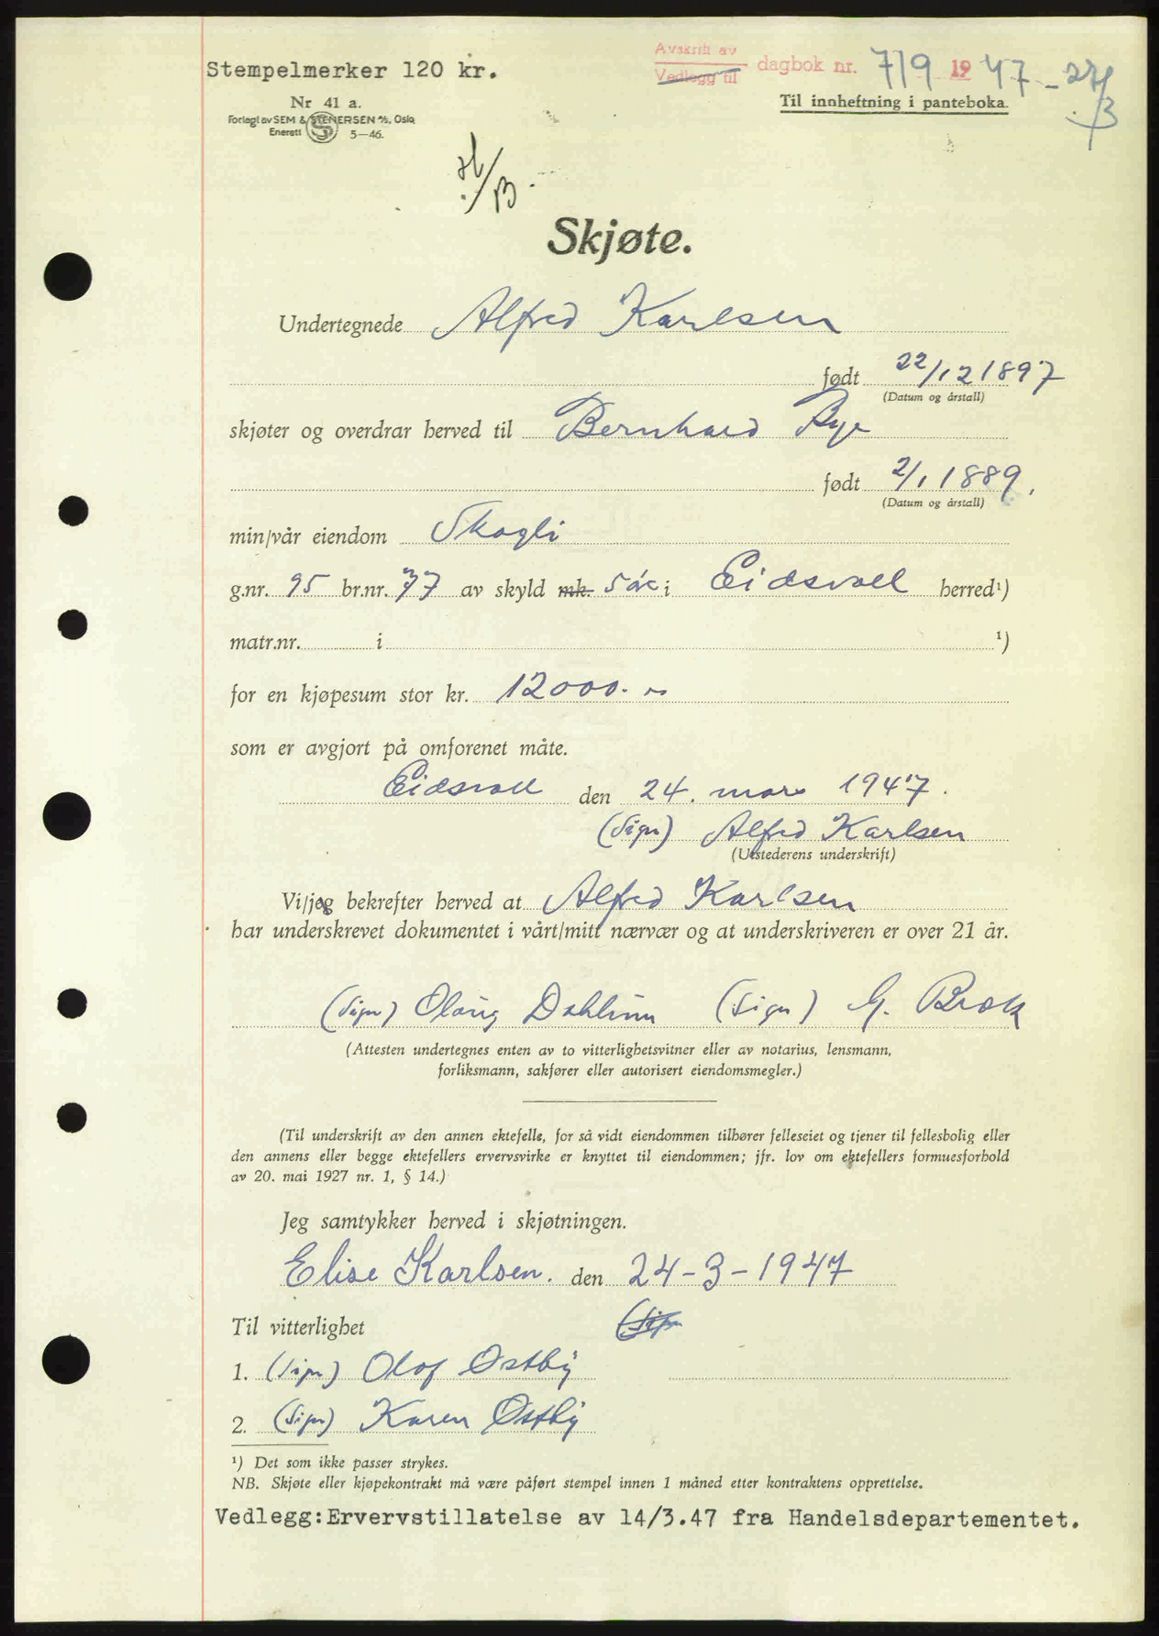 Avskrift av
Vedlegg til dagbok nr. 719 1947 - 27/3
Stempelmerker 120 kr.
Til innheftning i panteboka.
Nr 41 a.
Forlagt av SEM & STENERSEN A/S, Oslo
Enerett S 5—46.
Skjøte.
Undertegnede Alfred Karlsen
født 22/12 1897
(Datum og årstall)
skjøter og overdrar herved til Bernhard Bye
født 2/1 1889.
(Datum og årstall)
min/vår eiendom Skogli
g.nr. 95 br.nr. 77 av skyld mk. 5 øre i Eidsvoll herred¹)
matr.nr. i ¹)
for en kjøpesum stor kr. 12000.
som er avgjort på omforenet måte.
Eidsvoll den 24. mars 1947.
(Sign) Alfred Karlsen
(Utstederens underskrift)
Vi/jeg bekrefter herved at Alfred Karlsen
har underskrevet dokumentet i vårt/mitt nærvær og at underskriveren er over 21 år.
(sign) Dahlinn (sign) G. Brok
(Attesten undertegnes enten av to vitterlighetsvitner eller av notarius, lensmann,
forliksmann, sakfører eller autorisert eiendomsmegler.)
(Til underskrift av den annen ektefelle, for så vidt eiendommen tilhører felleseiet og tjener til fellesbolig eller
den annens eller begge ektefellers ervervsvirke er knyttet til eiendommen; jfr. lov om ektefellers formuesforhold
av 20. mai 1927 nr. 1, § 14.)
Jeg samtykker herved i skjøtningen.
Elise Karlsen. den 24-3-1947
Til vitterlighet (sign
1. (sign) Olof Østby
2. (sign) Karen Østby
¹) Det som ikke passer strykes.
NB. Skjøte eller kjøpekontrakt må være påført stempel innen 1 måned etter kontraktens opprettelse.
Vedlegg:Ervervstillatelse av 14/3.47 fra Handelsdepartementet.